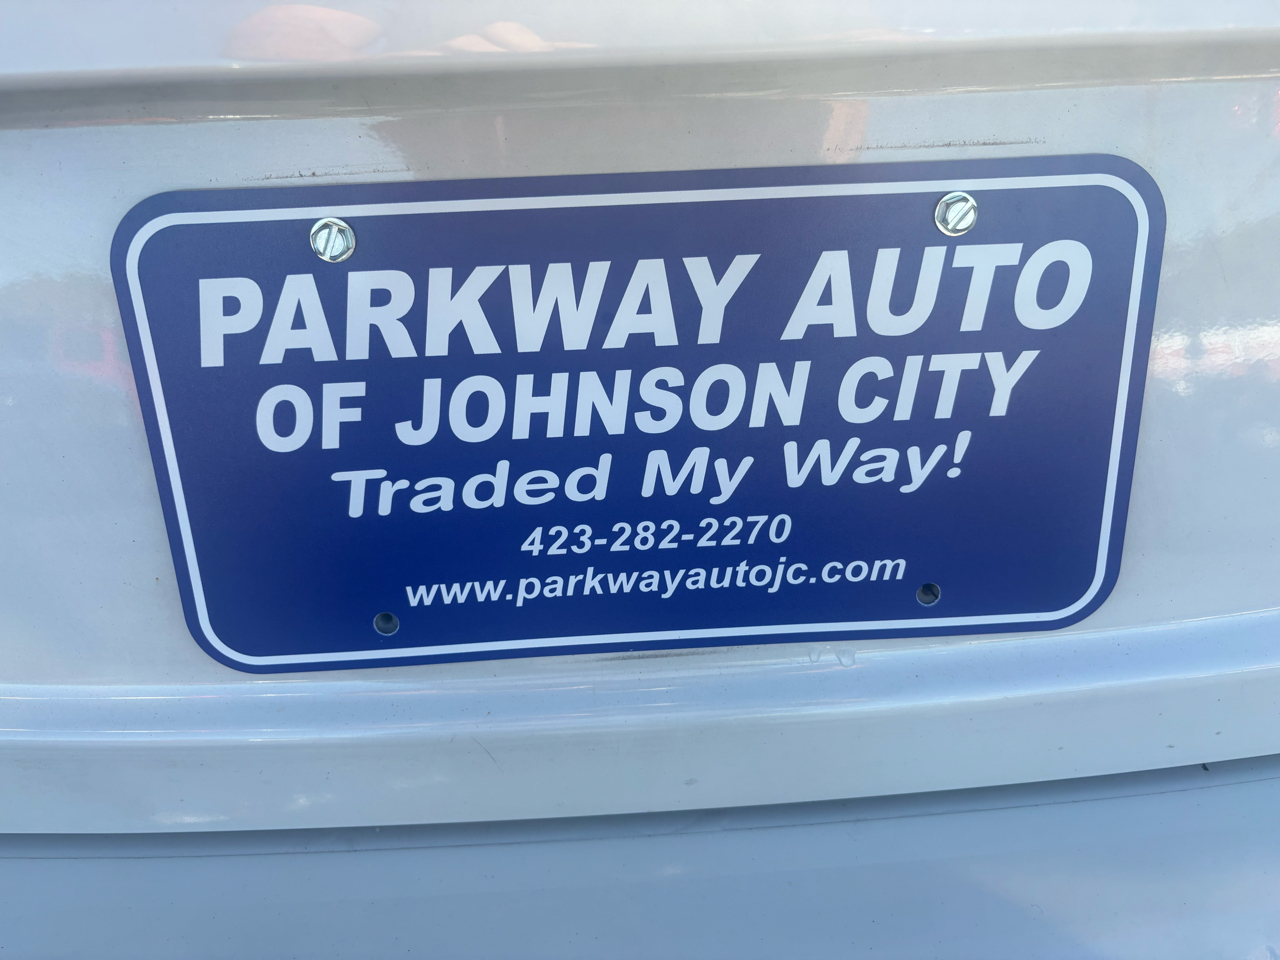 PARKWAY AUTO
OF JOHNSON CITY
Traded My Way!
423-282-2270
www.parkwayautojc.com